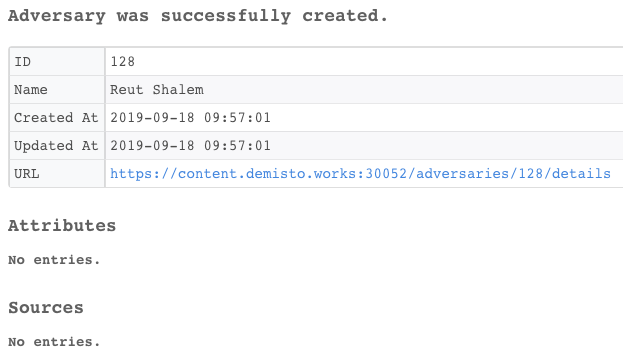 Adversary was successfully created.
ID 128
Name Reut Shalem
Created At 2019-09-18 09:57:01
Updated At 2019-09-18 09:57:01
URL https://content.demisto.works:30052/adversaries/128/details
Attributes
No entries.
Sources
No entries.